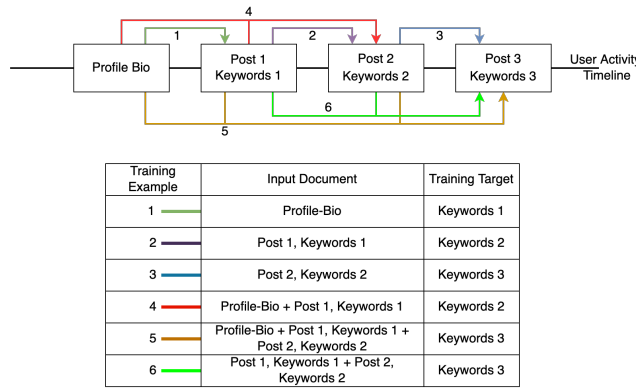 4
1
2
3
Profile Bio
Post 1
Keywords 1
Post 2
Keywords 2
Post 3
Keywords 3
User Activity
Timeline
6
5
Training
Example
Input Document
Training Target
1
Profile-Bio
Keywords 1
2
Post 1, Keywords 1
Keywords 2
3
Post 2, Keywords 2
Keywords 3
4
Profile-Bio + Post 1, Keywords 1
Keywords 2
5
Profile-Bio + Post 1, Keywords 1 +
Post 2, Keywords 2
Keywords 3
6
Post 1, Keywords 1 + Post 2,
Keywords 2
Keywords 3